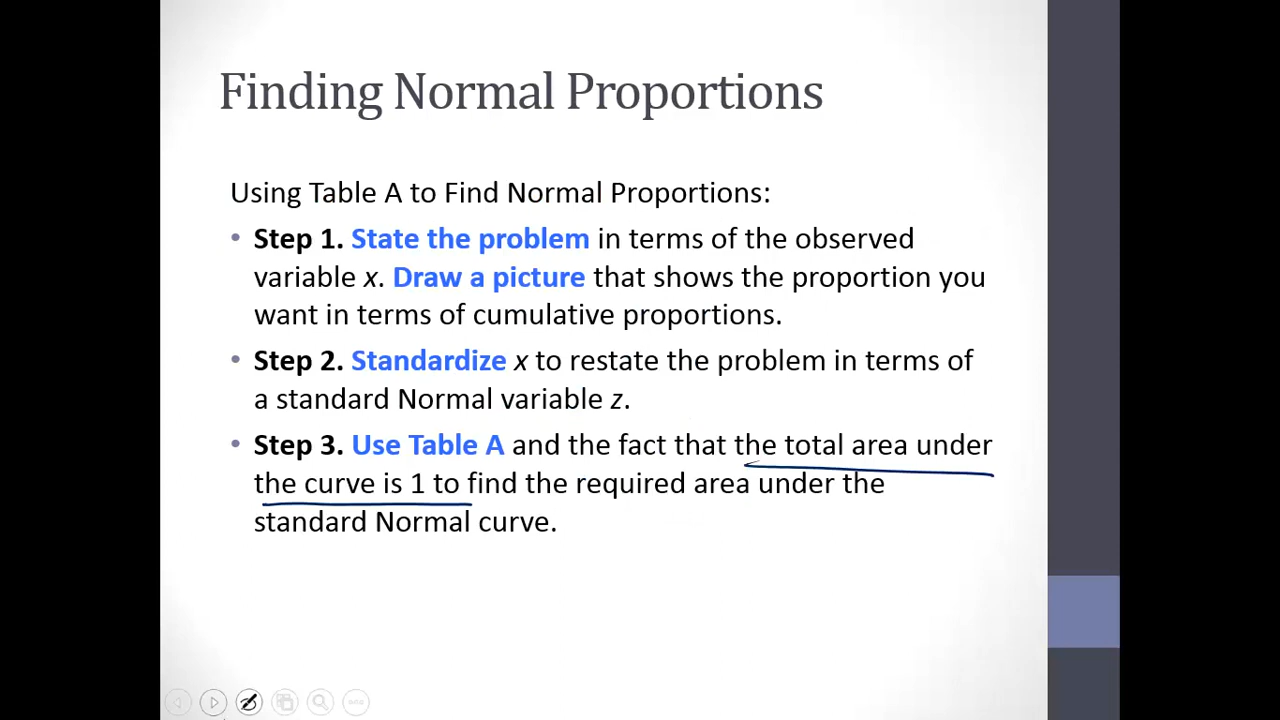 Finding Normal Proportions
Using Table A to Find Normal Proportions:
• Step 1. State the problem in terms of the observed
variable x. Draw a picture that shows the proportion you
want in terms of cumulative proportions.
• Step 2. Standardize x to restate the problem in terms of
a standard Normal variable z.
• Step 3. Use Table A and the fact that the total area under
the curve is 1 to find the required area under the
standard Normal curve.